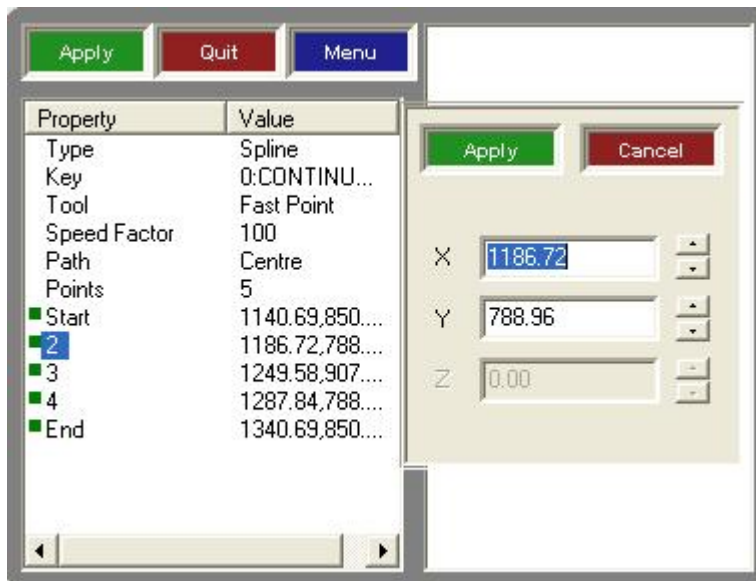 Apply Quit Menu
Property Value
Type Spline
Key 0:CONTINU...
Tool Fast Point
Speed Factor 100
Path Centre
Points 5
Start 1140.69,850....
2 1186.72,788....
3 1249.58,907....
4 1287.84,788....
End 1340.69,850....
Apply Cancel
X 1186.72
Y 788.96
Z 0.00